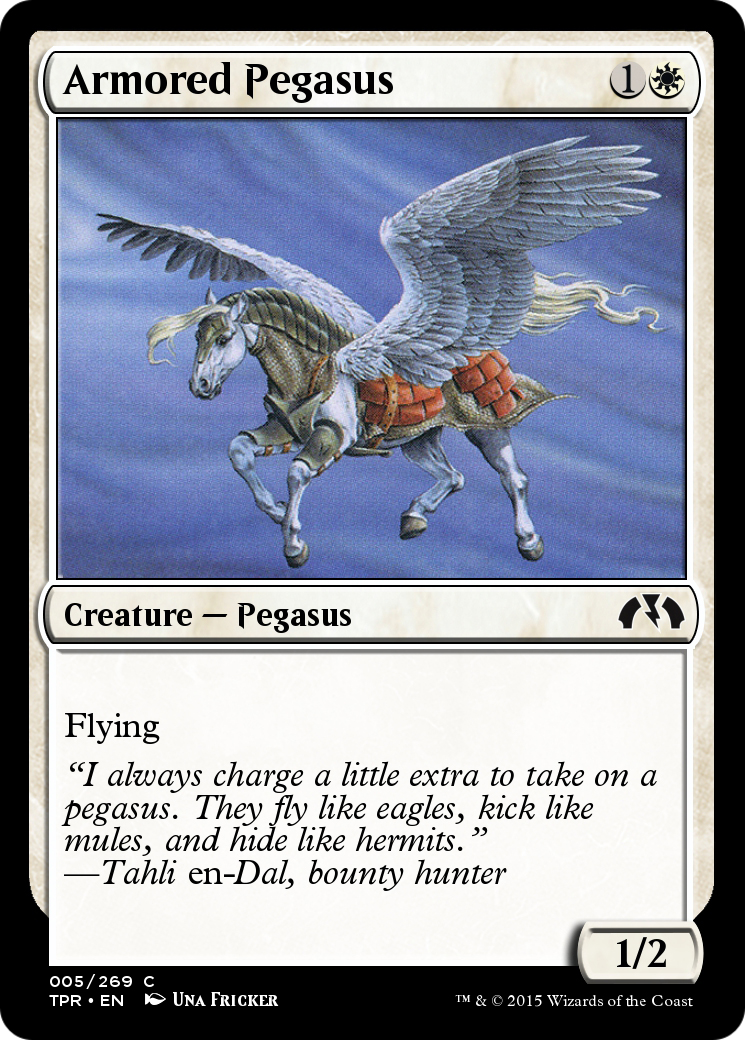 Armored Pegasus 1
Creature — Pegasus
Flying
“I always charge a little extra to take on a
pegasus. They fly like eagles, kick like
mules, and hide like hermits.”
—Tahli en-Dal, bounty hunter
1/2
005/269 C
TPR • EN Una Fricker ™ & © 2015 Wizards of the Coast